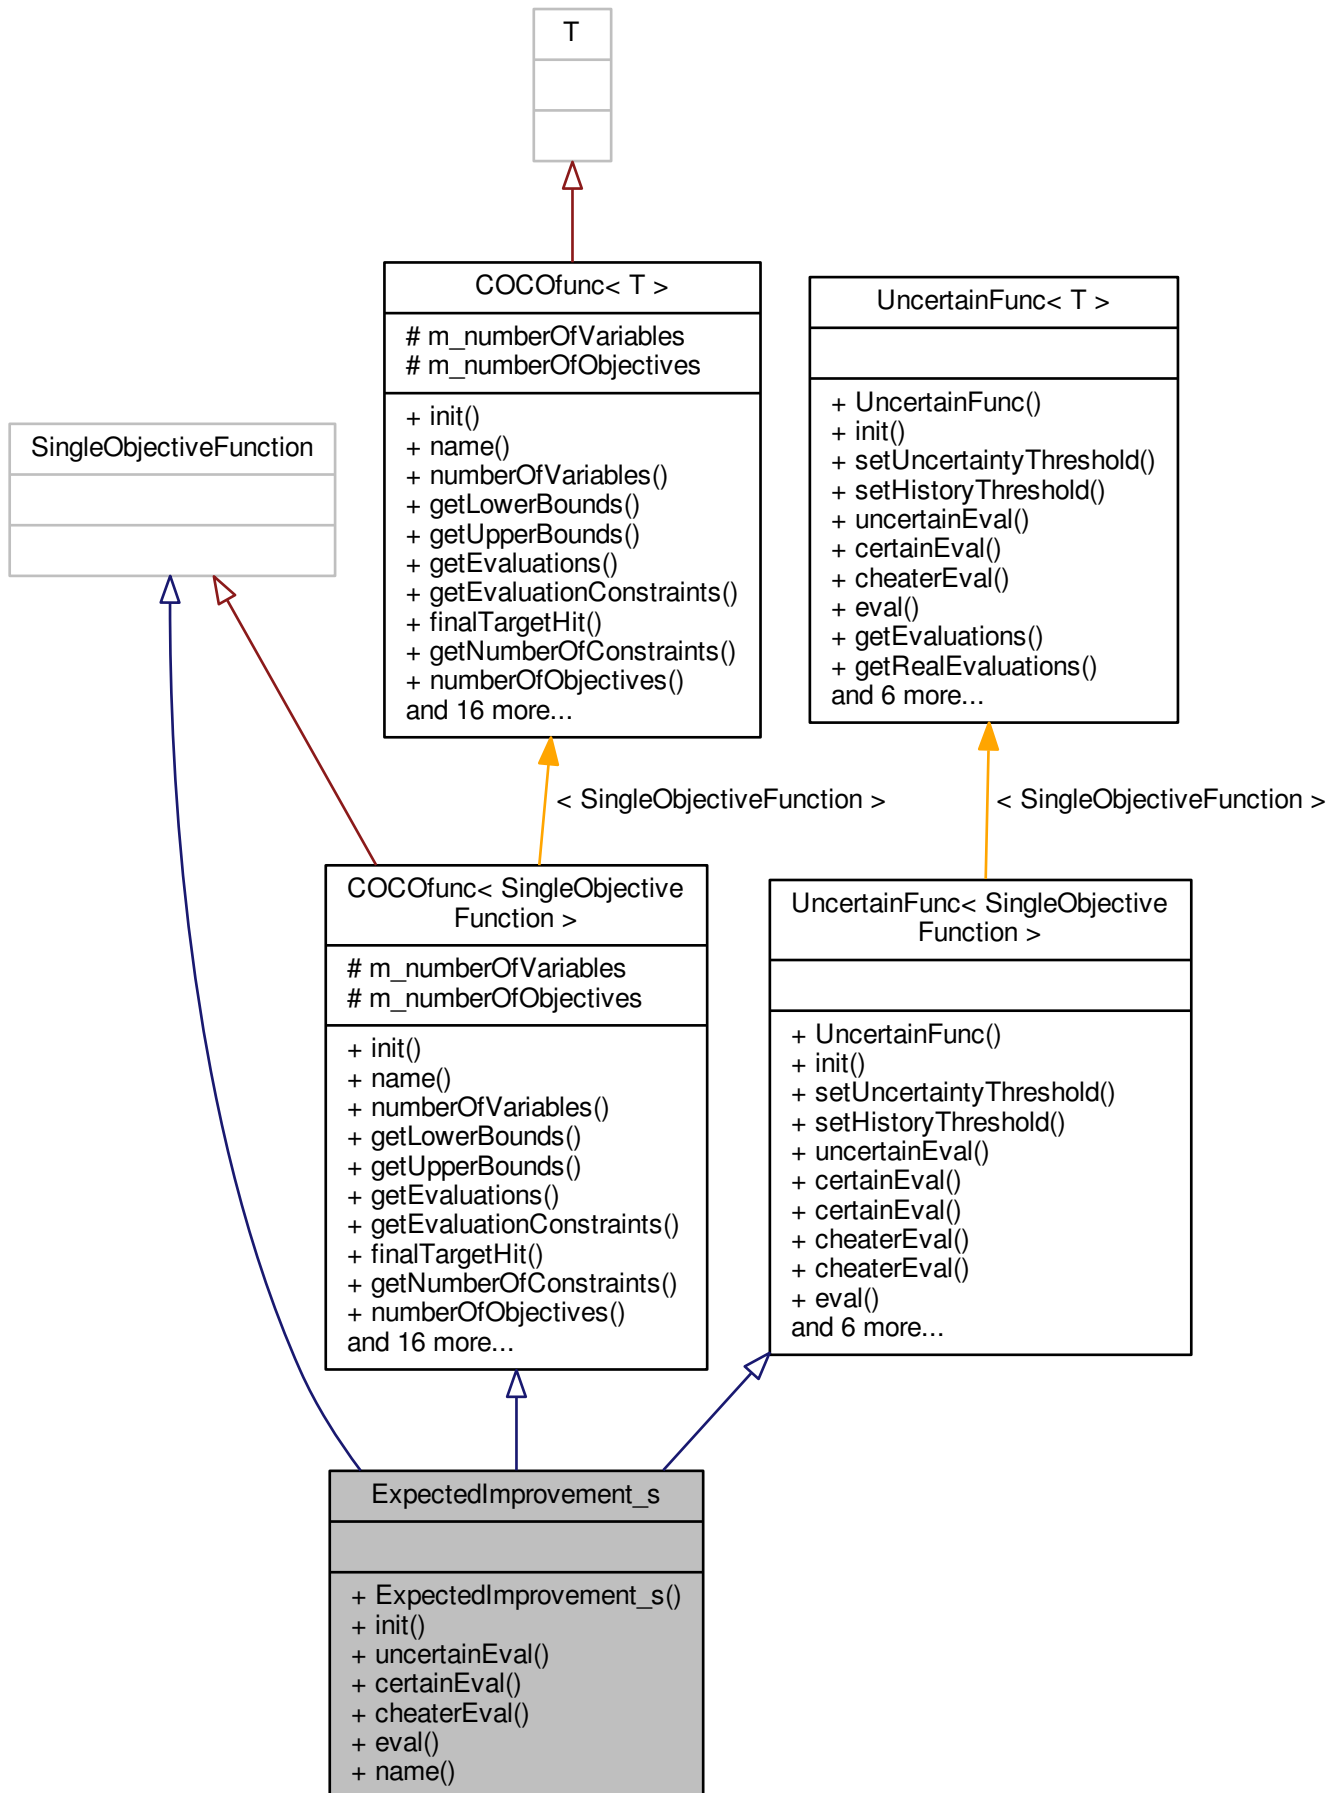 T
COCOfunc< T >
# m_numberOfVariables
# m_numberOfObjectives
+ init()
+ name()
+ numberOfVariables()
+ getLowerBounds()
+ getUpperBounds()
+ getEvaluations()
+ getEvaluationConstraints()
+ finalTargetHit()
+ getNumberOfConstraints()
+ numberOfObjectives()
and 16 more...
UncertainFunc< T >
+ UncertainFunc()
+ init()
+ setUncertaintyThreshold()
+ setHistoryThreshold()
+ uncertainEval()
+ certainEval()
+ cheaterEval()
+ eval()
+ getEvaluations()
+ getRealEvaluations()
and 6 more...
SingleObjectiveFunction
< SingleObjectiveFunction >
< SingleObjectiveFunction >
COCOfunc< SingleObjective
Function >
# m_numberOfVariables
# m_numberOfObjectives
+ init()
+ name()
+ numberOfVariables()
+ getLowerBounds()
+ getUpperBounds()
+ getEvaluations()
+ getEvaluationConstraints()
+ finalTargetHit()
+ getNumberOfConstraints()
+ numberOfObjectives()
and 16 more...
UncertainFunc< SingleObjective
Function >
+ UncertainFunc()
+ init()
+ setUncertaintyThreshold()
+ setHistoryThreshold()
+ uncertainEval()
+ certainEval()
+ certainEval()
+ cheaterEval()
+ cheaterEval()
+ eval()
and 6 more...
ExpectedImprovement_s
+ ExpectedImprovement_s()
+ init()
+ uncertainEval()
+ certainEval()
+ cheaterEval()
+ eval()
+ name()